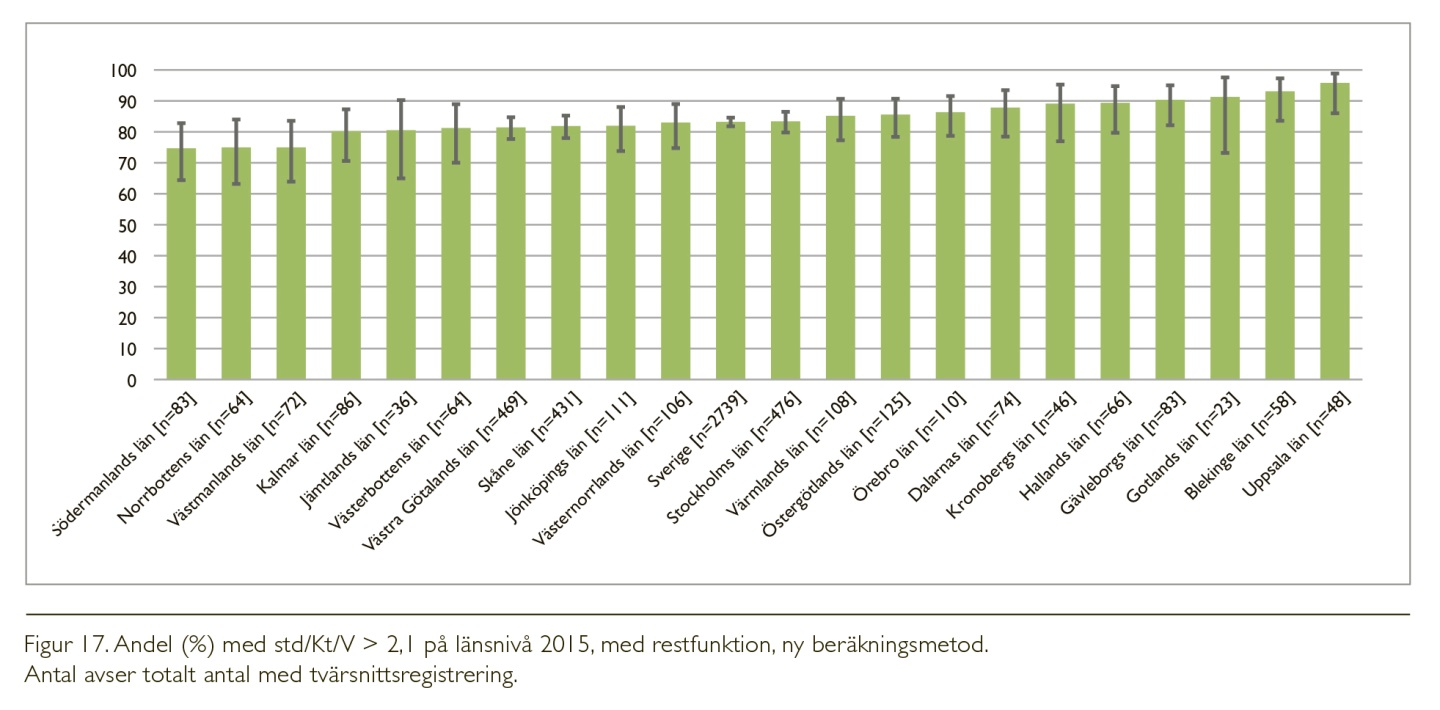 100
90
80
70
60
50
40
30
20
10
0
Södermanlands län [n=83]
Norrbottens län [n=64]
Västmanlands län [n=72]
Kalmar län [n=86]
Jämtlands län [n=36]
Västerbottens län [n=64]
Västra Götalands län [n=469]
Skåne län [n=431]
Jönköpings län [n=111]
Västernorrlands län [n=106]
Sverige [n=2739]
Stockholms län [n=476]
Värmlands län [n=108]
Östergötlands län [n=125]
Örebro län [n=110]
Dalarnas län [n=74]
Kronobergs län [n=46]
Hallands län [n=66]
Gävleborgs län [n=83]
Gotlands län [n=23]
Blekinge län [n=58]
Uppsala län [n=48]
Figur 17. Andel (%) med std/Kt/V > 2,1 på länsnivå 2015, med restfunktion, ny beräkningsmetod.
Antal avser totalt antal med tvärsnittsregistrering.